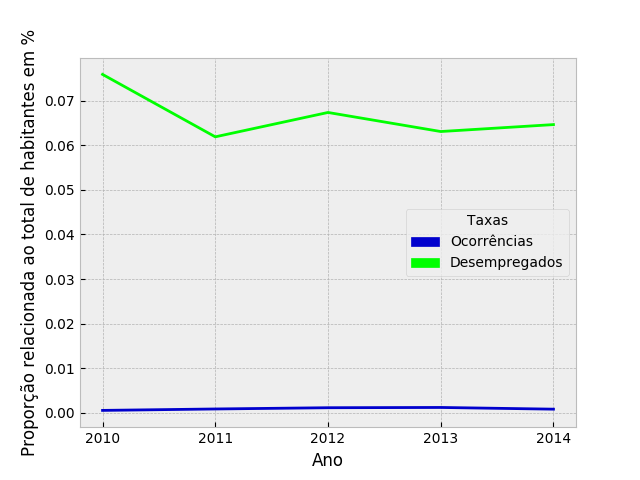 Proporção relacionada ao total de habitantes em %
0.07
0.06
0.05
0.04
0.03
0.02
0.01
0.00
Taxas
Ocorrências
Desempregados
2010 2011 2012 2013 2014
Ano